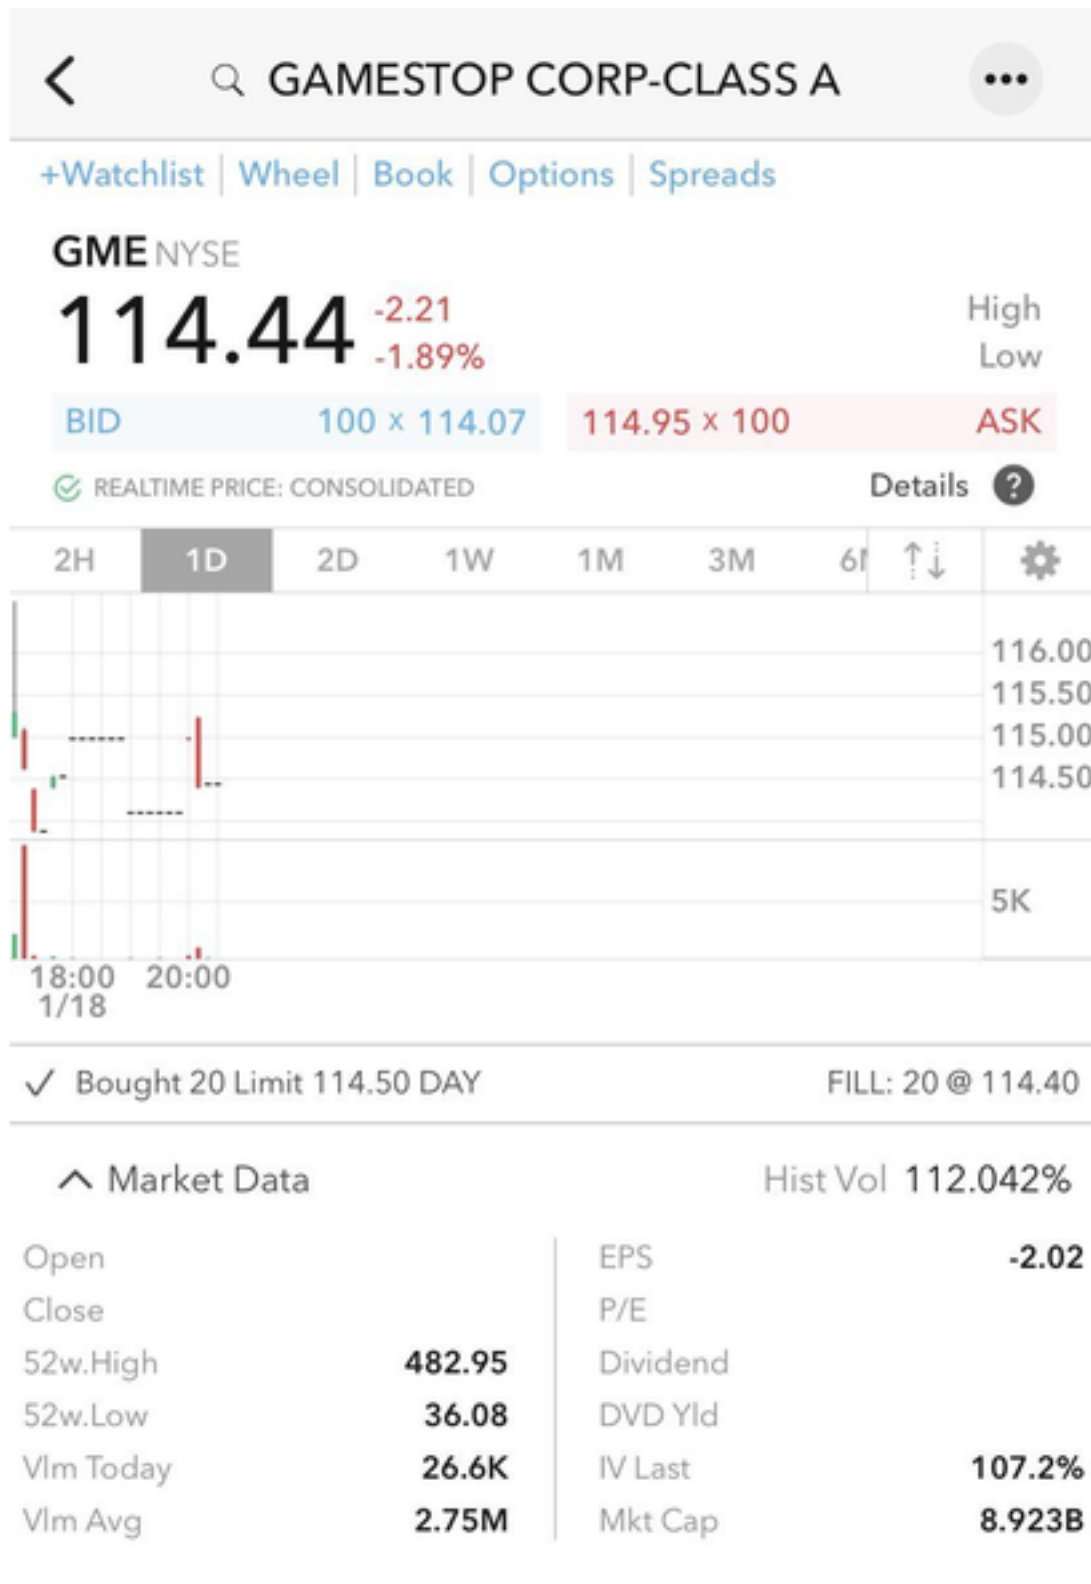 GAMESTOP CORP-CLASS A
+Watchlist | Wheel | Book | Options | Spreads
GME NYSE
114.44 -2.21 High
-1.89% Low
BID 100 x 114.07 114.95 x 100 ASK
REALTIME PRICE: CONSOLIDATED Details ?
2H 1D 2D 1W 1M 3M
116.00
115.50
115.00
114.50
5K
18:00 20:00
1/18
Bought 20 Limit 114.50 DAY FILL: 20 @ 114.40
Market Data Hist Vol 112.042%
Open EPS -2.02
Close P/E
52w.High 482.95 Dividend
52w.Low 36.08 DVD Yld
Vlm Today 26.6K IV Last 107.2%
Vlm Avg 2.75M Mkt Cap 8.923B